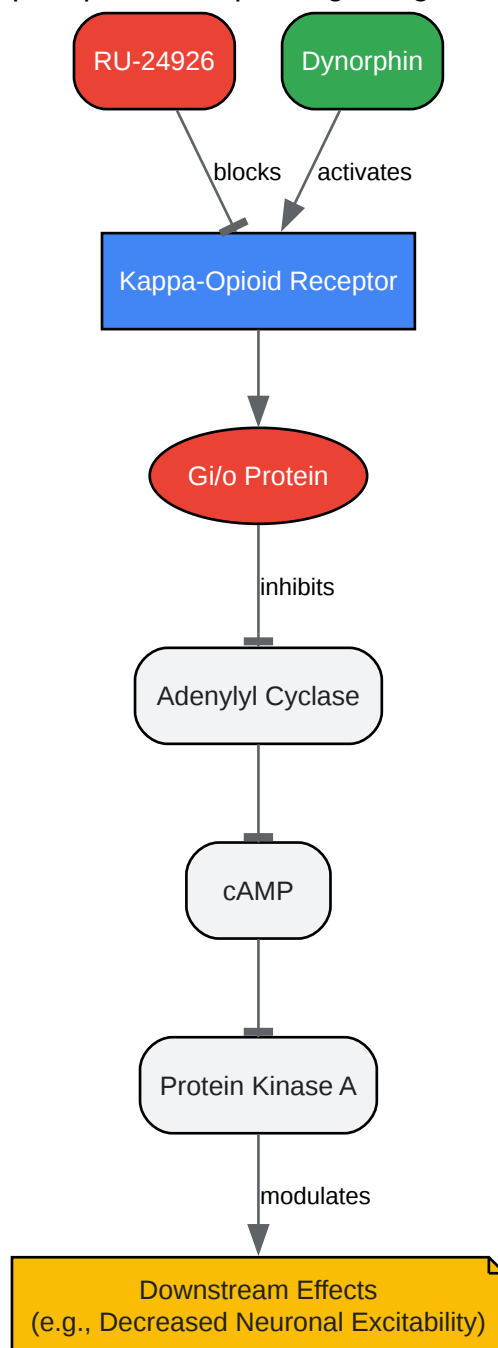 RU-24926
Dynorphin
blocks
activates
Kappa-Opioid Receptor
Gi/o Protein
inhibits
Adenylyl Cyclase
cAMP
Protein Kinase A
modulates
Downstream Effects
(e.g., Decreased Neuronal Excitability)